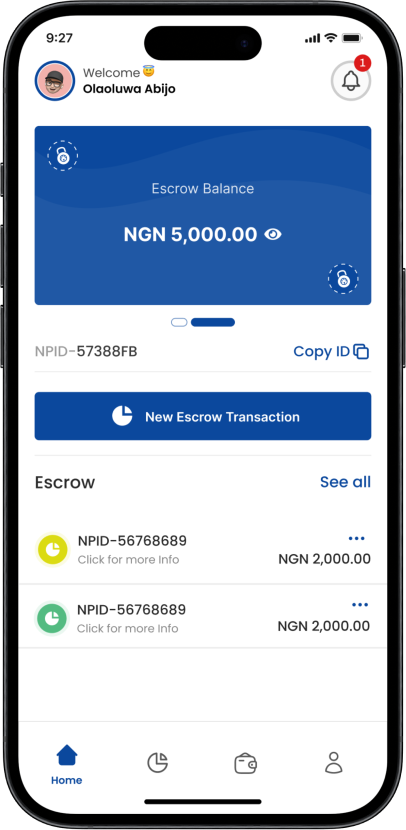 9:27
1
Welcome 😇
Olaoluwa Abijo
Escrow Balance
NGN 5,000.00
NPID-57388FB
Copy ID
New Escrow Transaction
Escrow
See all
NPID-56768689
Click for more Info
NGN 2,000.00
NPID-56768689
Click for more Info
NGN 2,000.00
Home